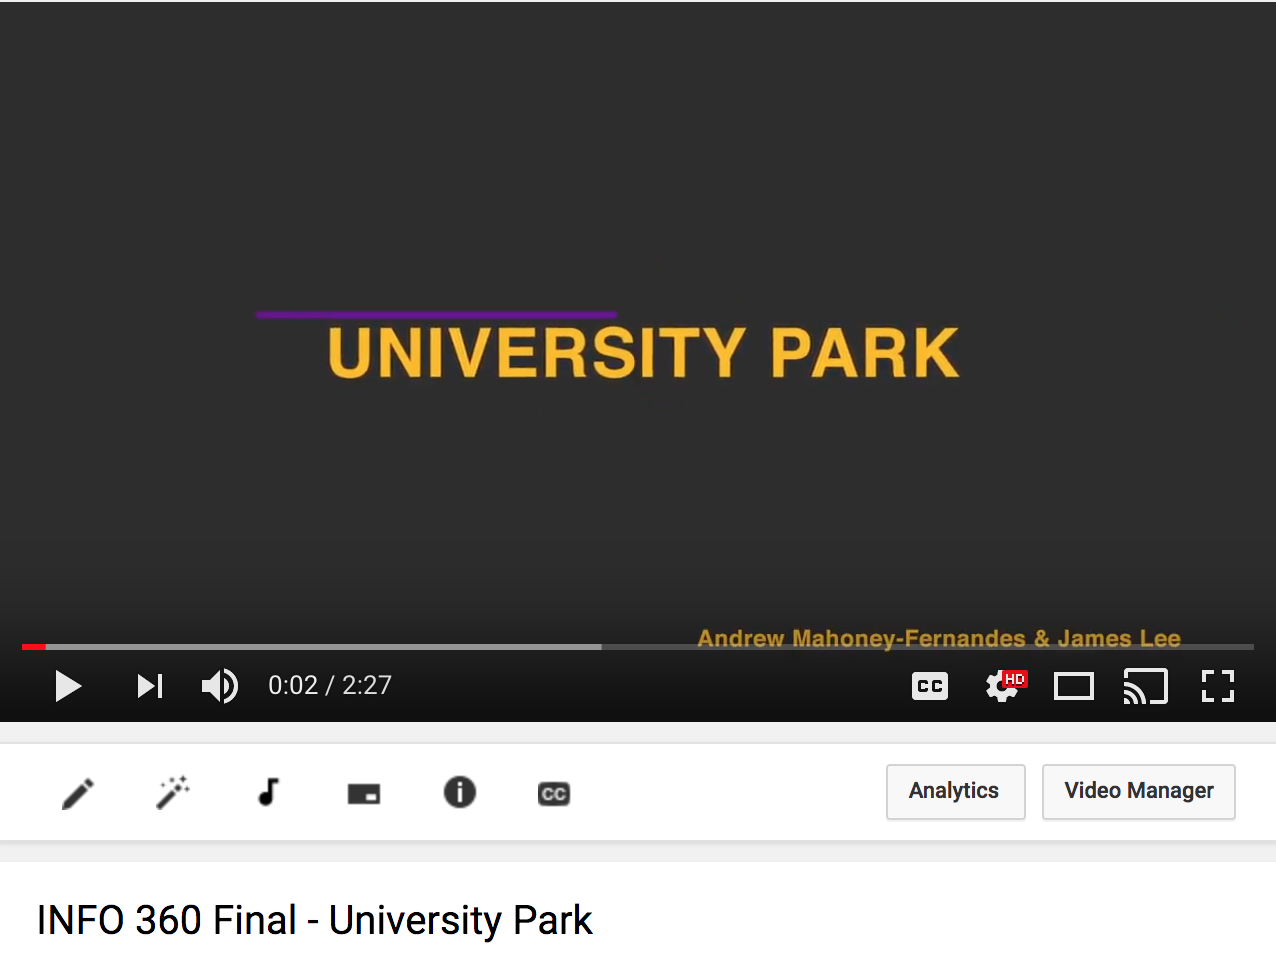 UNIVERSITY PARK
Andrew Mahoney-Fernandes & James Lee
0:02 / 2:27
CC
HD
CC
Analytics
Video Manager
INFO 360 Final - University Park